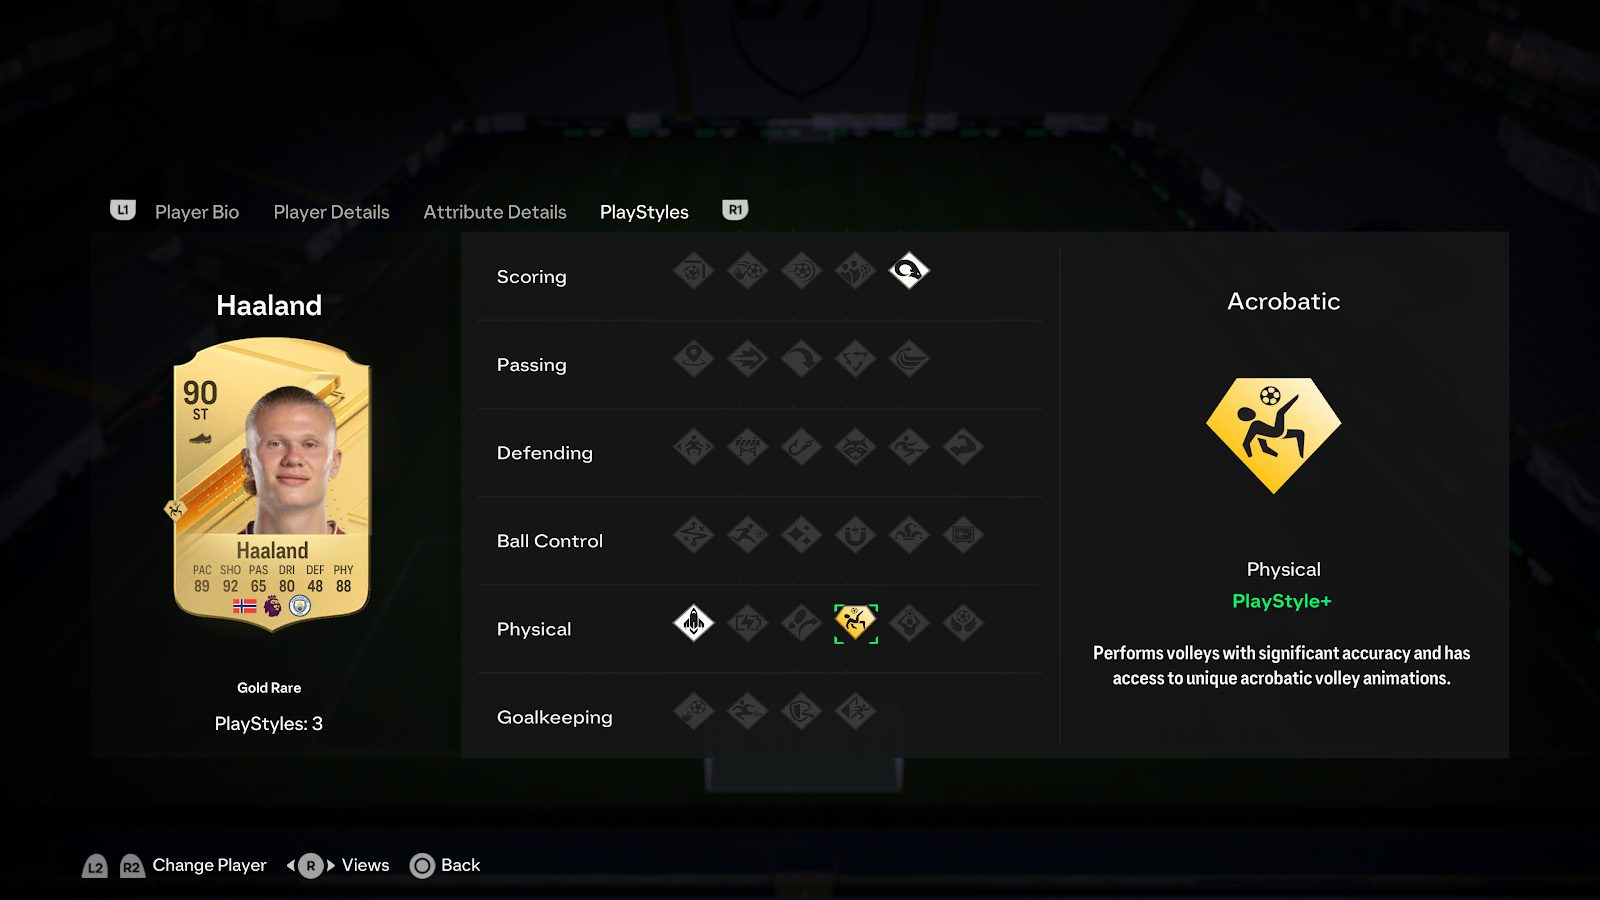 L1 Player Bio Player Details Attribute Details PlayStyles R1
Haaland
90
ST
Haaland
PAC SHO PAS DRI DEF PHY
89 92 65 80 48 88
Gold Rare
PlayStyles: 3
Scoring
Passing
Defending
Ball Control
Physical
Goalkeeping
Acrobatic
Physical
PlayStyle+
Performs volleys with significant accuracy and has
access to unique acrobatic volley animations.
L2 R2 Change Player R Views Back